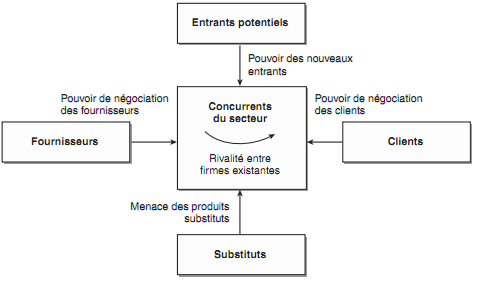 Entrants potentiels
Pouvoir des nouveaux
entrants
Pouvoir de négociation
des fournisseurs
Concurrents
du secteur
Pouvoir de négociation
des clients
Fournisseurs
Rivalité entre
firmes existantes
Clients
Menace des produits
substituts
Substituts